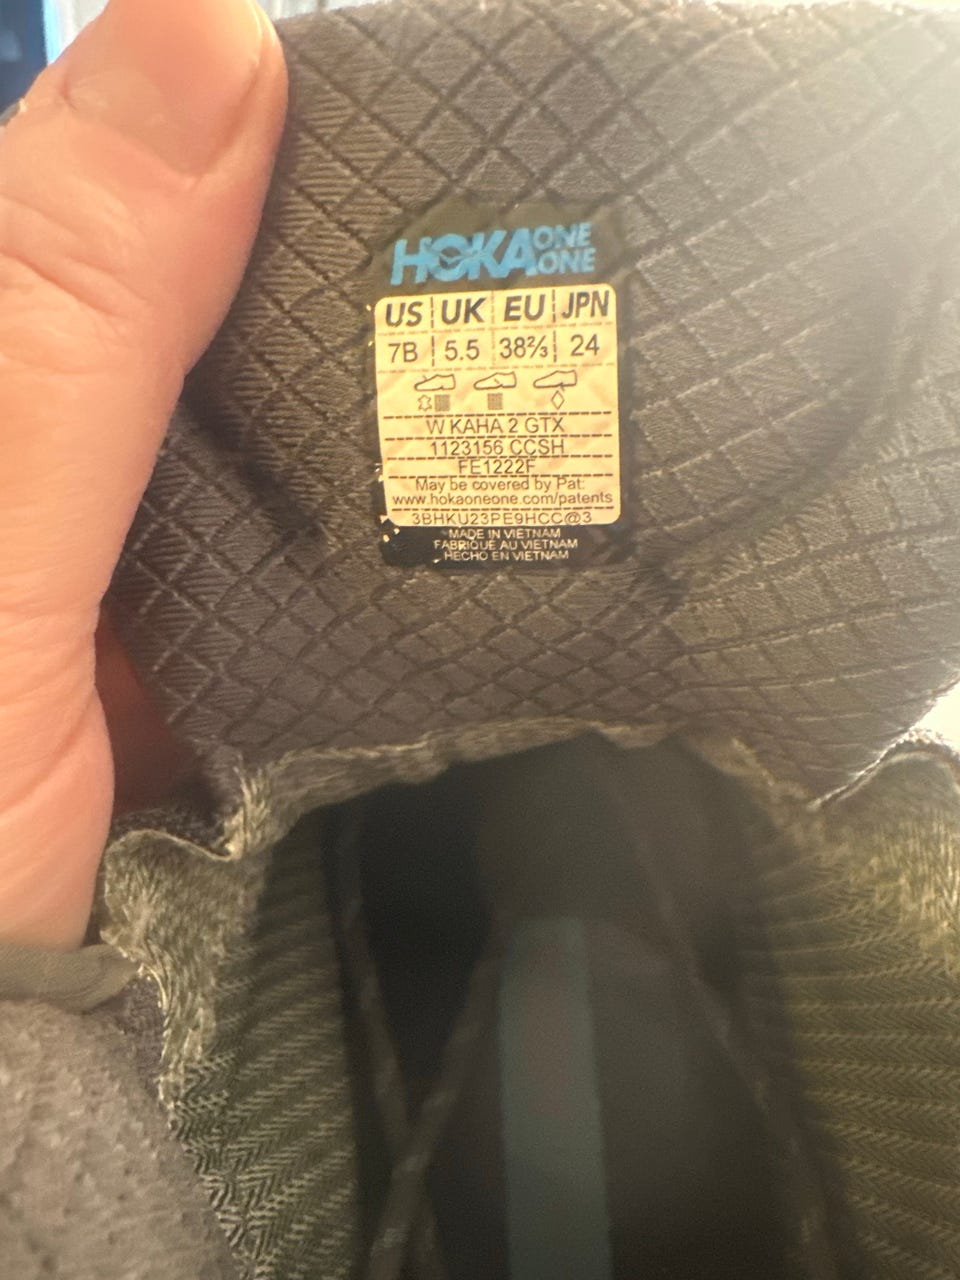 HOKA ONE ONE
US UK EU JPN
7B 5.5 38⅔ 24
W KAHA 2 GTX
1123156 CCSH
FE1222F
May be covered by Pat:
www.hokaoneone.com/patents
3BHKU23PE9HCC@3
MADE IN VIETNAM
FABRIQUE AU VIETNAM
HECHO EN VIETNAM